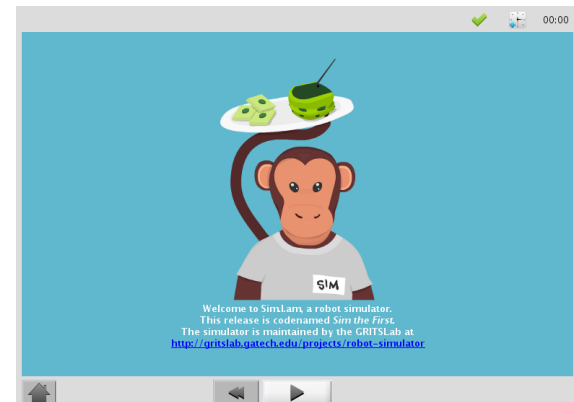 00:00
SIM
Welcome to Sim.I.am, a robot simulator.
This release is codenamed Sim the First.
The simulator is maintained by the GRITSLab at
http://gritslab.gatech.edu/projects/robot-simulator